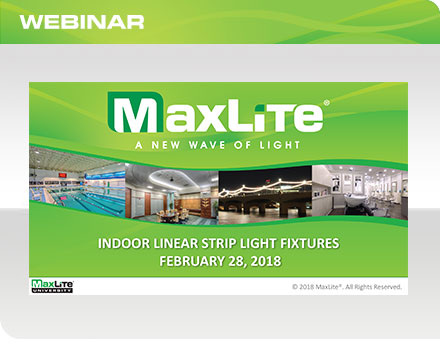 WEBINAR
MaxLite®
A NEW WAVE OF LIGHT
INDOOR LINEAR STRIP LIGHT FIXTURES
FEBRUARY 28, 2018
MaxLite®
UNIVERSITY
© 2018 MaxLite®. All Rights Reserved.